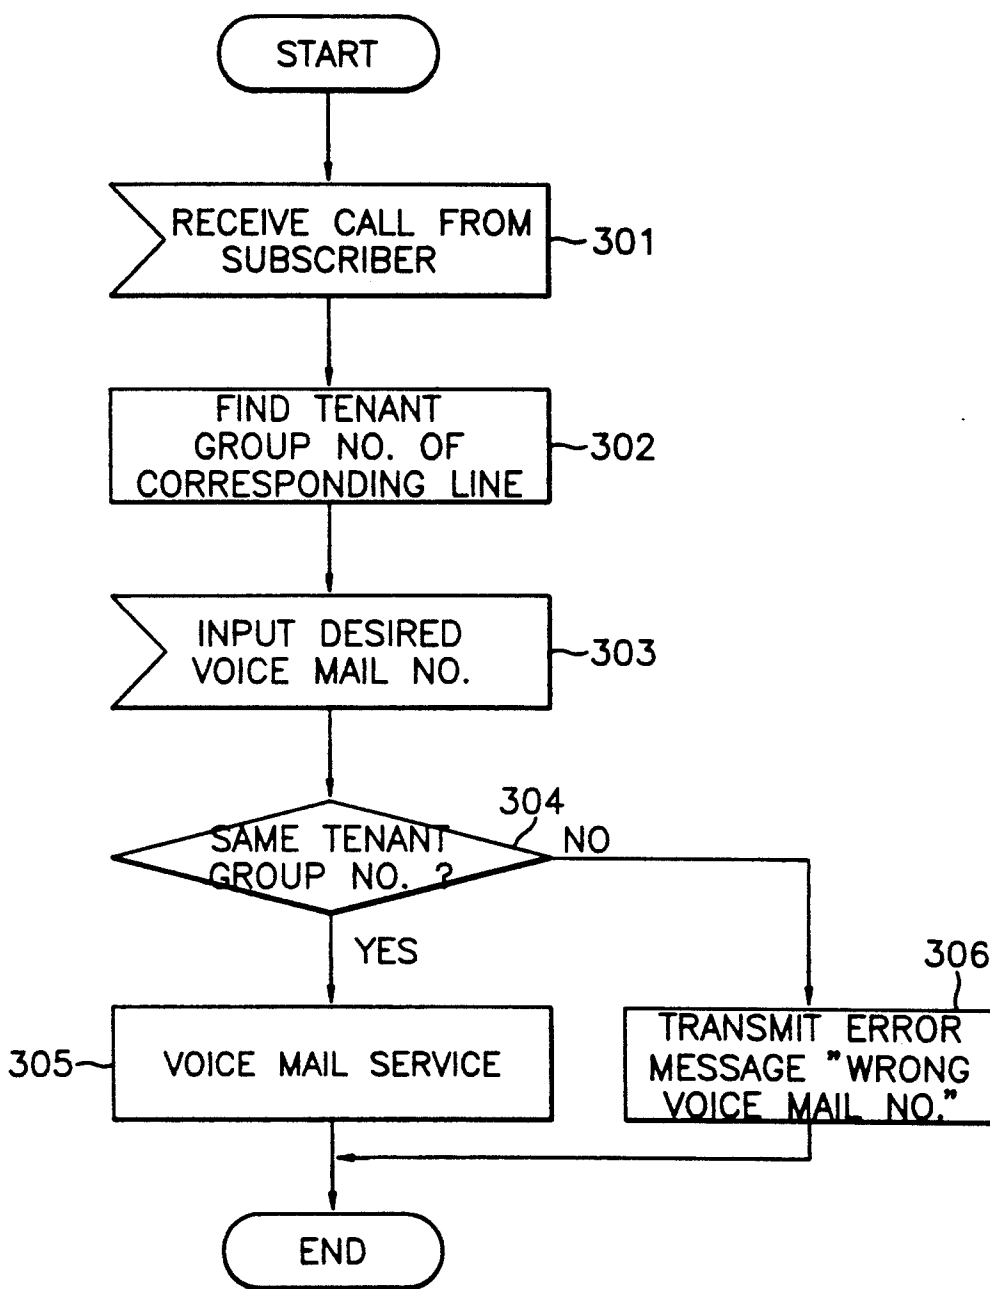 START
RECEIVE CALL FROM
SUBSCRIBER
301
FIND TENANT
GROUP NO. OF
CORRESPONDING LINE
302
INPUT DESIRED
VOICE MAIL NO.
303
304
SAME TENANT
GROUP NO. ?
NO
YES
306
305
VOICE MAIL SERVICE
TRANSMIT ERROR
MESSAGE "WRONG
VOICE MAIL NO."
END